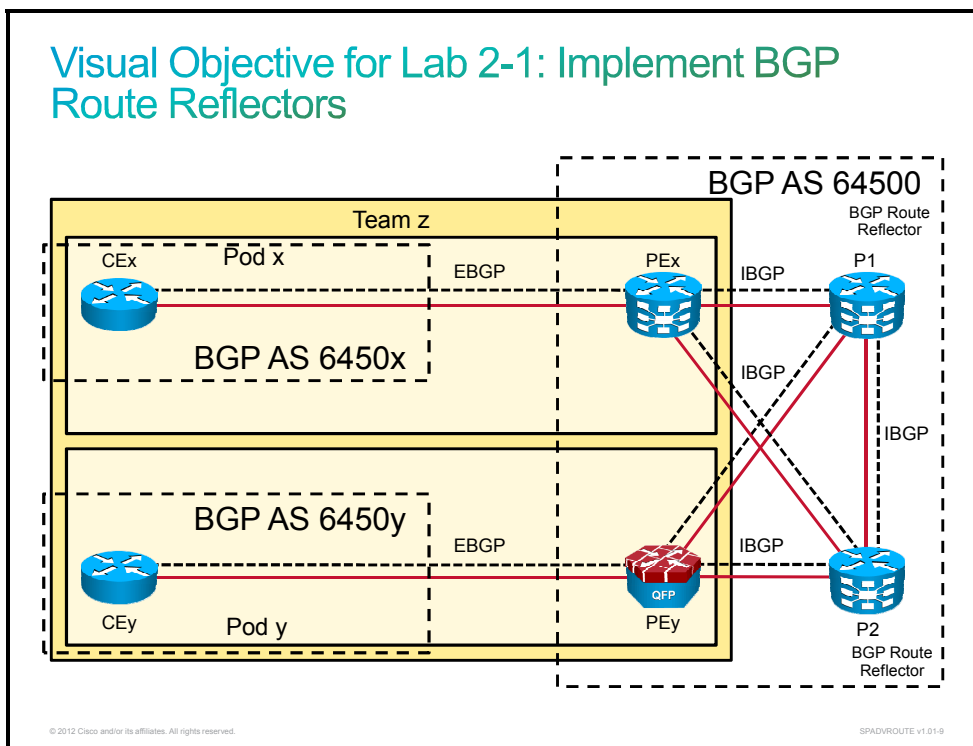 Visual Objective for Lab 2-1: Implement BGP
Route Reflectors
BGP AS 64500
BGP Route
Reflector
Team z
Pod x
CEx
EBGP
PEx
IBGP
P1
BGP AS 6450x
IBGP
IBGP
BGP AS 6450y
EBGP
IBGP
QFP
CEy
PEy
Pod y
P2
BGP Route
Reflector
© 2012 Cisco and/or its affiliates. All rights reserved.
SPADVROUTE v1.01-9